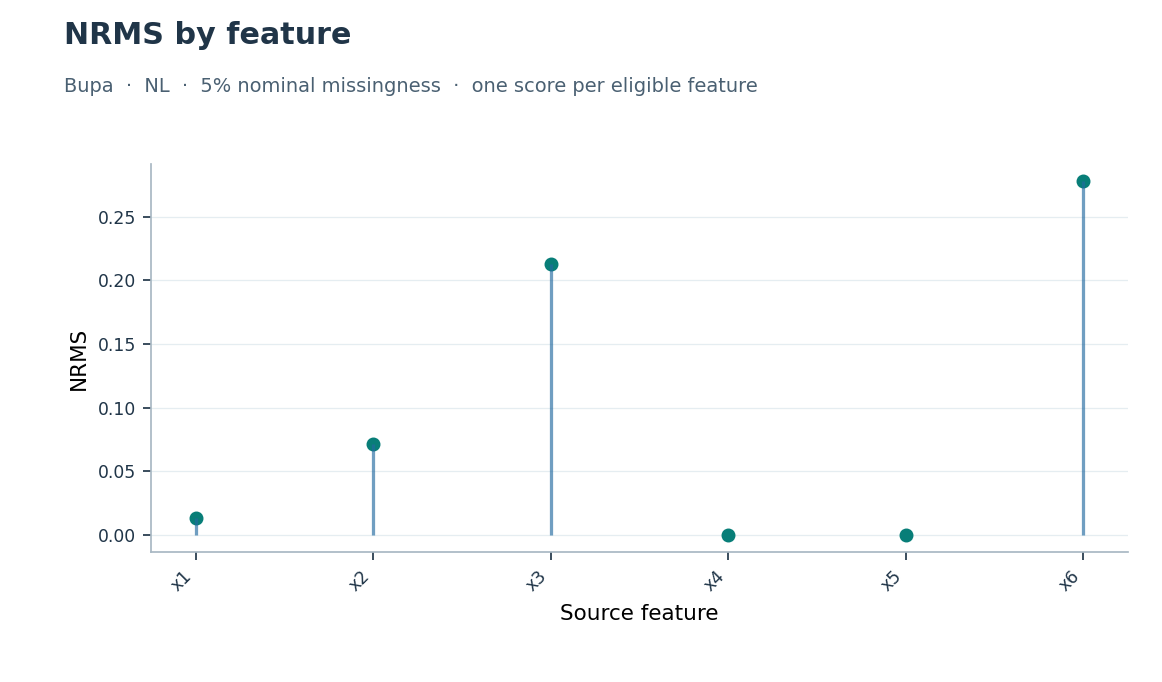 NRMS by feature
Bupa · NL · 5% nominal missingness · one score per eligible feature
NRMS
0.25
0.20
0.15
0.10
0.05
0.00
x1 x2 x3 x4 x5 x6
Source feature